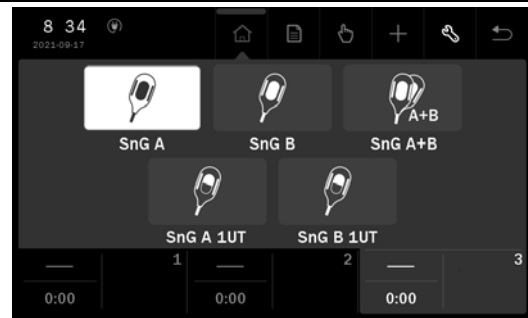 8 34
2021-09-17
A+B
SnG A SnG B SnG A+B
SnG A 1UT SnG B 1UT
1 2 3
0:00 0:00 0:00